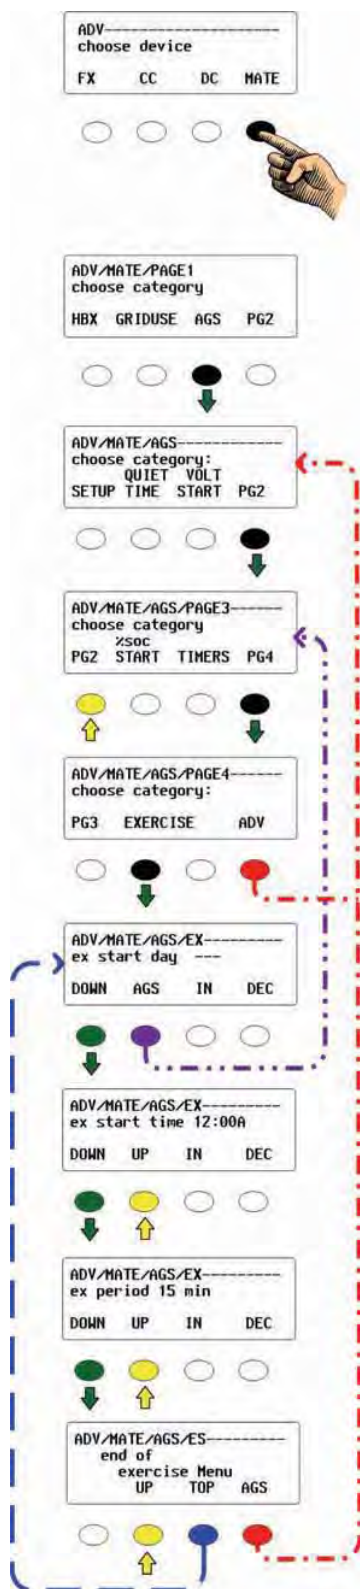 ADV---------------------
choose device
FX CC DC MATE
ADV/MATE/PAGE1
choose category
HBX GRIDUSE AGS PG2
ADV/MATE/AGS------------
choose category:
QUIET VOLT
SETUP TIME START PG2
ADV/MATE/AGS/PAGE3------
choose category
%soc
PG2 START TIMERS PG4
ADV/MATE/AGS/PAGE4------
choose category:
PG3 EXERCISE ADV
ADV/MATE/AGS/EX---------
ex start day ---
DOWN AGS IN DEC
ADV/MATE/AGS/EX---------
ex start time 12:00A
DOWN UP IN DEC
ADV/MATE/AGS/EX---------
ex period 15 min
DOWN UP IN DEC
ADV/MATE/AGS/ES---------
end of
exercise Menu
UP TOP AGS